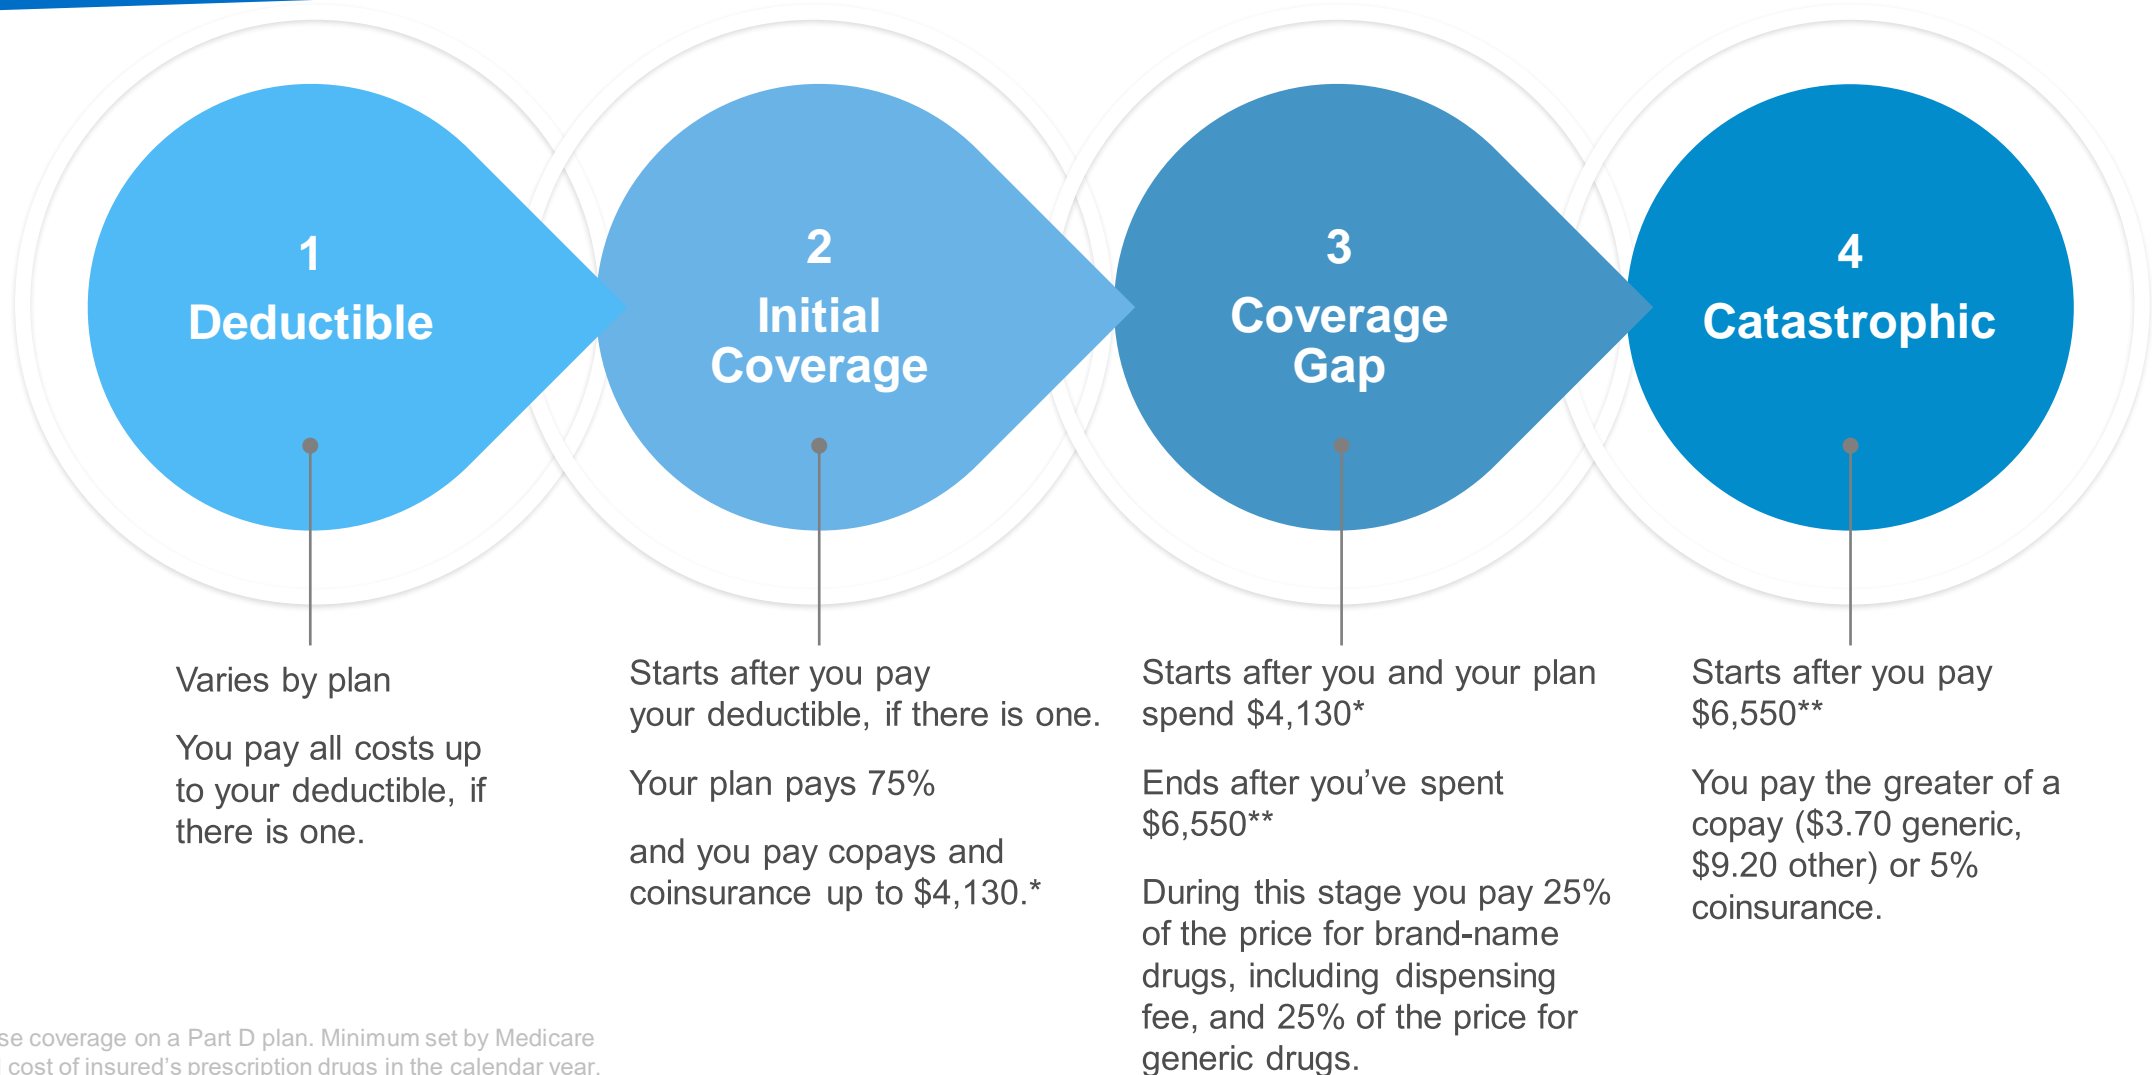 1
Deductible
Varies by plan
You pay all costs up
to your deductible, if
there is one.
2
Initial
Coverage
Starts after you pay
your deductible, if there is one.
Your plan pays 75%
and you pay copays and
coinsurance up to $4,130.*
3
Coverage
Gap
Starts after you and your plan
spend $4,130*
Ends after you’ve spent
$6,550**
During this stage you pay 25%
of the price for brand-name
drugs, including dispensing
fee, and 25% of the price for
generic drugs.
4
Catastrophic
Starts after you pay
$6,550**
You pay the greater of a
copay ($3.70 generic,
$9.20 other) or 5%
coinsurance.
coverage on a Part D plan. Minimum set by Medicare
cost of insured’s prescription drugs in the calendar year.